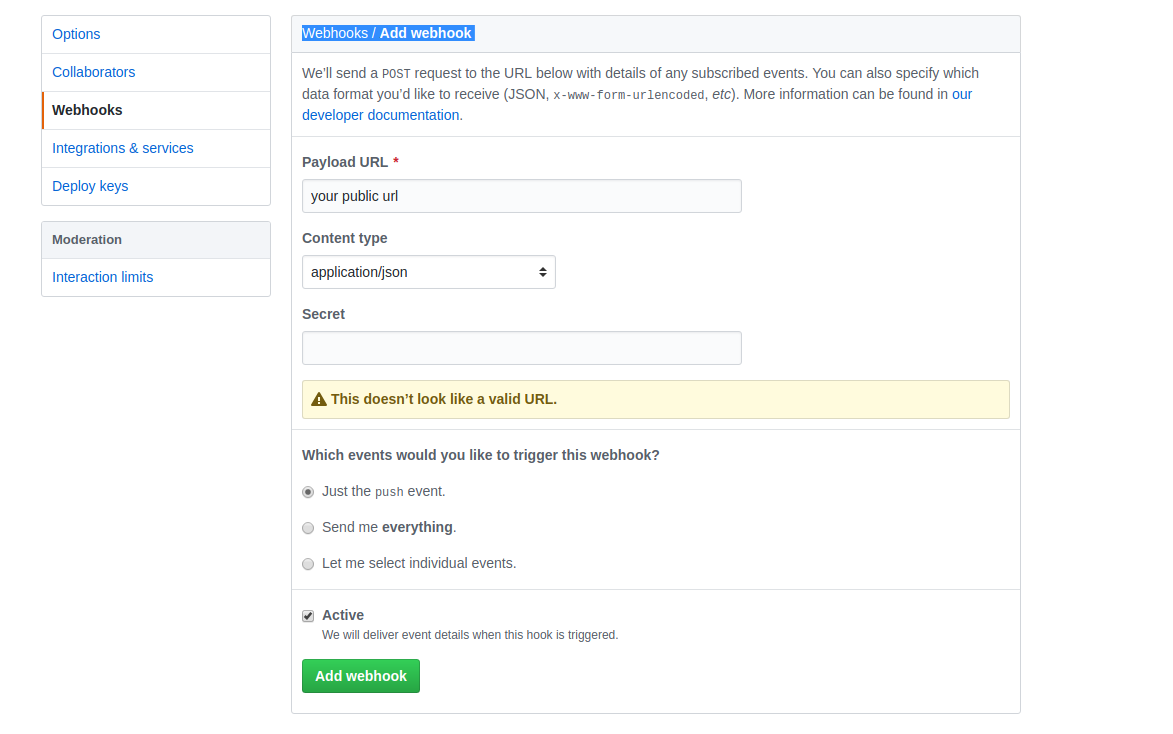 Options
Collaborators
Webhooks
Integrations & services
Deploy keys
Moderation
Interaction limits
Webhooks / Add webhook
We’ll send a POST request to the URL below with details of any subscribed events. You can also specify which
data format you’d like to receive (JSON, x-www-form-urlencoded, etc). More information can be found in our
developer documentation.
Payload URL *
your public url
Content type
application/json
Secret
This doesn’t look like a valid URL.
Which events would you like to trigger this webhook?
Just the push event.
Send me everything.
Let me select individual events.
Active
We will deliver event details when this hook is triggered.
Add webhook